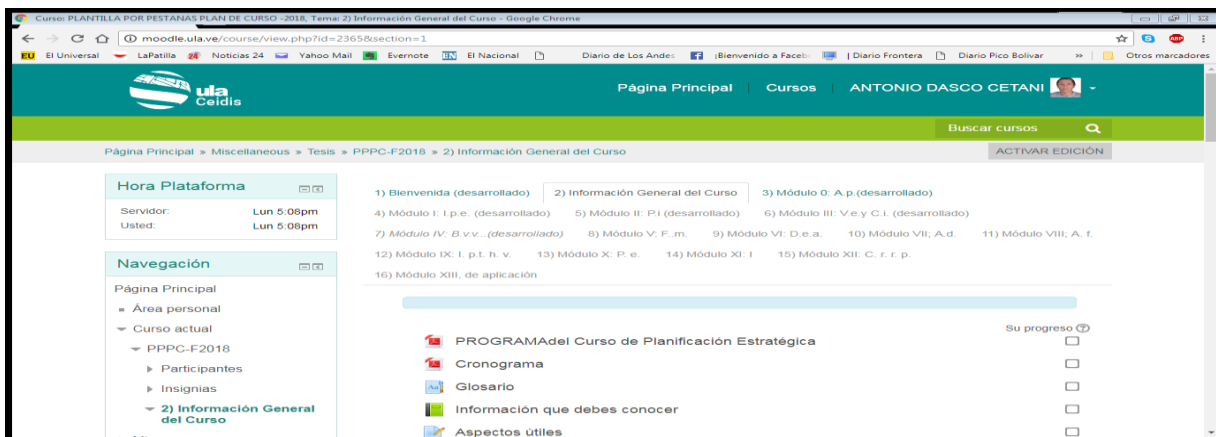 Curso: PLANTILLA POR PESTANAS PLAN DE CURSO -2018, Tema: 2) Información General del Curso - Google Chrome
moodle.ula.ve/course/view.php?id=2365&section=1
EU El Universal LaPatilla 24 Noticias 24 Yahoo Mail Evernote EN El Nacional Diario de Los Andes ¡Bienvenido a Faceb | Diario Frontera Diario Pico Bolivar » Otros marcadores
ula
Ceidis
Página Principal Cursos ANTONIO DASCO CETANI
Buscar cursos
Página Principal » Miscellaneous » Tesis » PPPC-F2018 » 2) Información General del Curso
ACTIVAR EDICIÓN
Hora Plataforma
Servidor: Lun 5:08pm
Usted: Lun 5:08pm
Navegación
Página Principal
Área personal
Curso actual
PPPC-F2018
Participantes
Insignias
2) Información General
del Curso
1) Bienvenida (desarrollado) 2) Información General del Curso 3) Módulo 0: A.p.(desarrollado)
4) Módulo I: I.p.e. (desarrollado) 5) Módulo II: P.i (desarrollado) 6) Módulo III: V.e.y C.i. (desarrollado)
7) Módulo IV: B.v.v...(desarrollado) 8) Módulo V: F..m. 9) Módulo VI: D.e.a. 10) Módulo VII; A.d. 11) Módulo VIII; A. f.
12) Módulo IX: I. p.t. h. v. 13) Módulo X: P. e. 14) Módulo XI: I 15) Módulo XII: C. r. r. p.
16) Módulo XIII, de aplicación
Su progreso
PROGRAMAdel Curso de Planificación Estratégica
Cronograma
Glosario
Información que debes conocer
Aspectos útiles